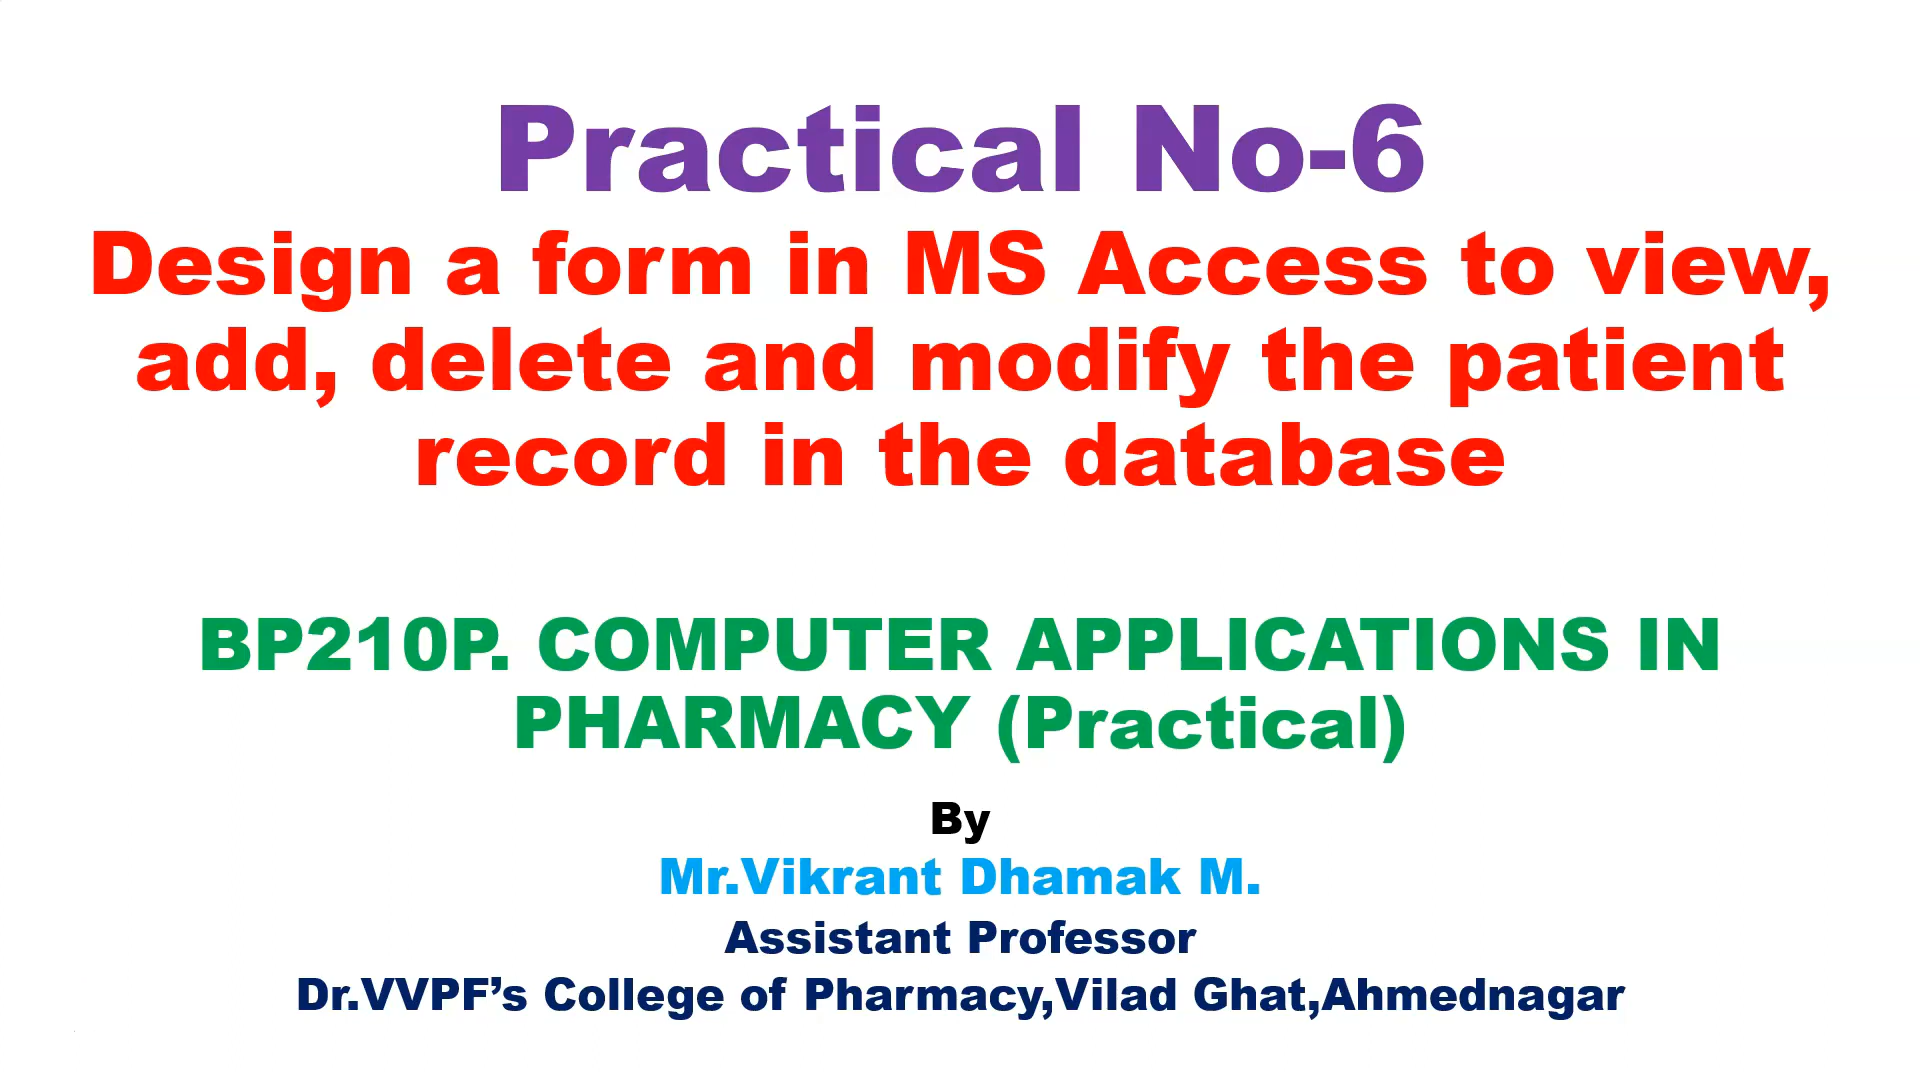 Practical No-6
Design a form in MS Access to view,
add, delete and modify the patient
record in the database
BP210P. COMPUTER APPLICATIONS IN
PHARMACY (Practical)
By
Mr.Vikrant Dhamak M.
Assistant Professor
Dr.VVPF’s College of Pharmacy,Vilad Ghat,Ahmednagar